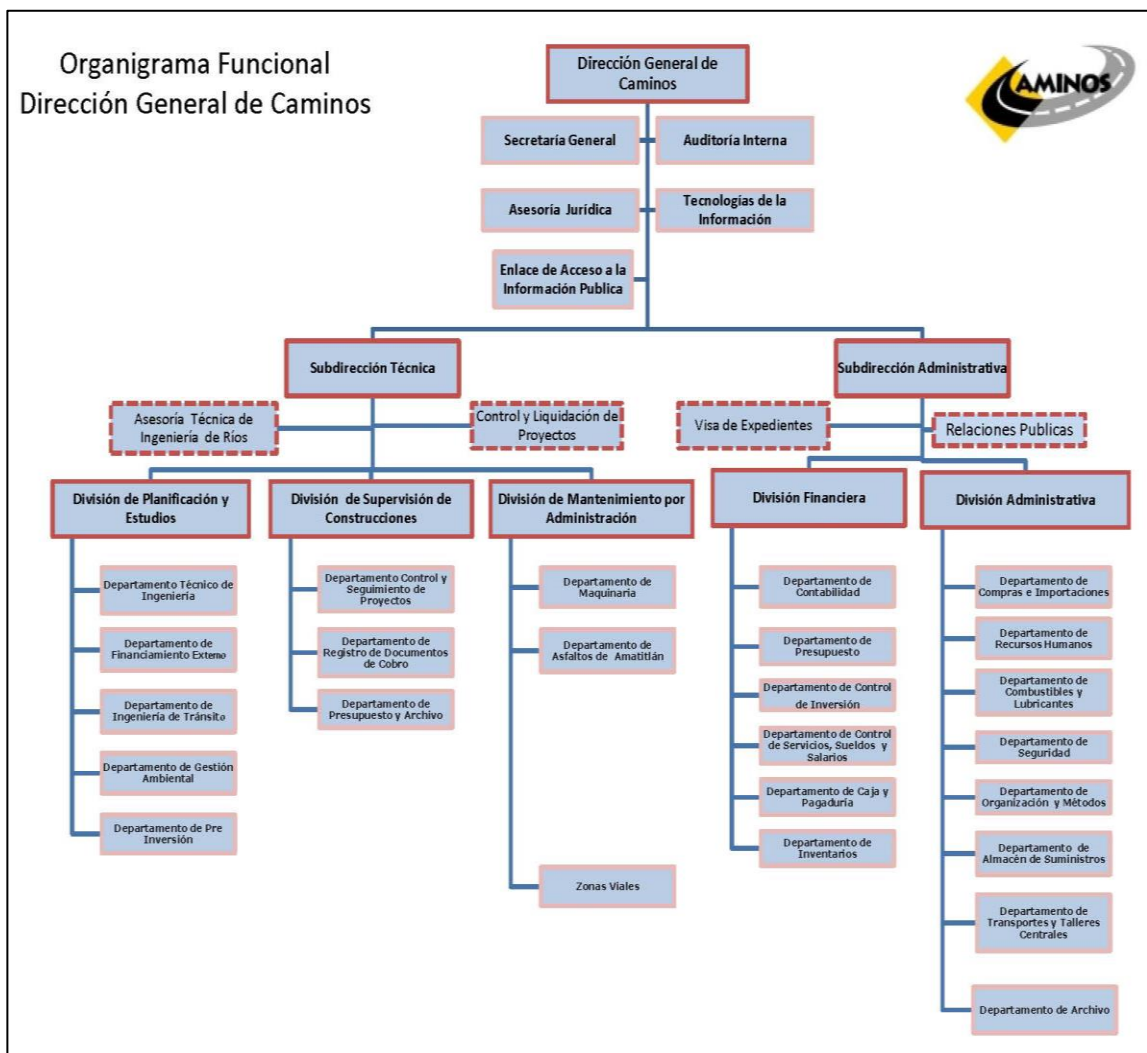 Organigrama Funcional
Dirección General de Caminos
CAMINOS
Dirección General de
Caminos
Secretaría General
Auditoría Interna
Asesoría Jurídica
Tecnologías de la
Información
Enlace de Acceso a la
Información Publica
Subdirección Técnica
Subdirección Administrativa
Asesoría Técnica de
Ingeniería de Ríos
Control y Liquidación de
Proyectos
Visa de Expedientes
Relaciones Publicas
División de Planificación y
Estudios
División de Supervisión de
Construcciones
División de Mantenimiento por
Administración
División Financiera
División Administrativa
Departamento Técnico de
Ingeniería
Departamento de
Financiamiento Externo
Departamento de
Ingeniería de Tránsito
Departamento de Gestión
Ambiental
Departamento de Pre
Inversión
Departamento Control y
Seguimiento de
Proyectos
Departamento de
Registro de Documentos
de Cobro
Departamento de
Presupuesto y Archivo
Departamento de
Maquinaria
Departamento de
Asfaltos de Amatitlán
Zonas Viales
Departamento de
Contabilidad
Departamento de
Presupuesto
Departamento de Control
de Inversión
Departamento de Control
de Servicios, Sueldos y
Salarios
Departamento de Caja y
Pagaduría
Departamento de
Inventarios
Departamento de
Compras e Importaciones
Departamento de
Recursos Humanos
Departamento de
Combustibles y
Lubricantes
Departamento de
Seguridad
Departamento de
Organización y Métodos
Departamento de
Almacén de Suministros
Departamento de
Transportes y Talleres
Centrales
Departamento de Archivo